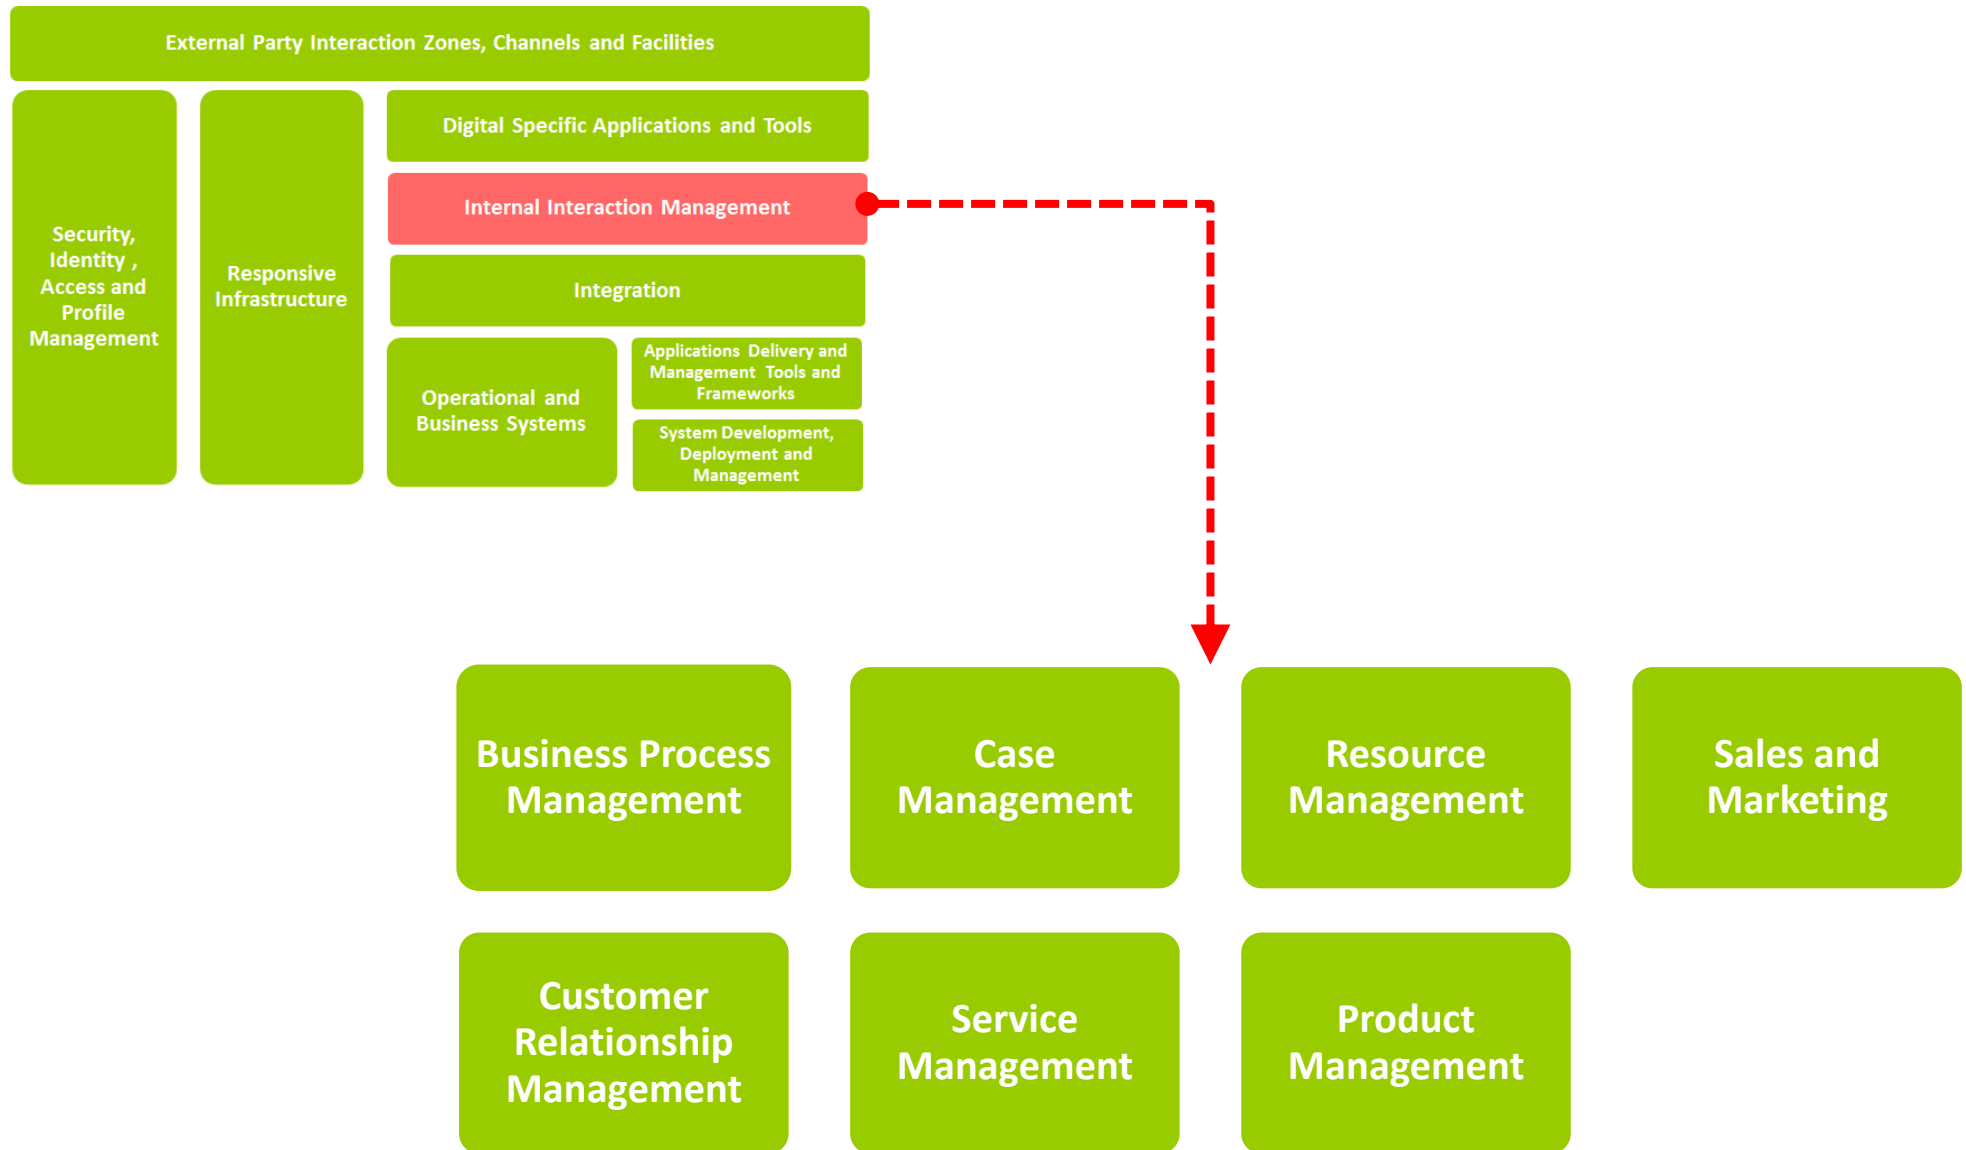 External Party Interaction Zones, Channels and Facilities
Security,
Identity ,
Access and
Profile
Management
Responsive
Infrastructure
Digital Specific Applications and Tools
Internal Interaction Management
Integration
Operational and
Business Systems
Applications Delivery and
Management Tools and
Frameworks
System Development,
Deployment and
Management
Business Process
Management
Case
Management
Resource
Management
Sales and
Marketing
Customer
Relationship
Management
Service
Management
Product
Management